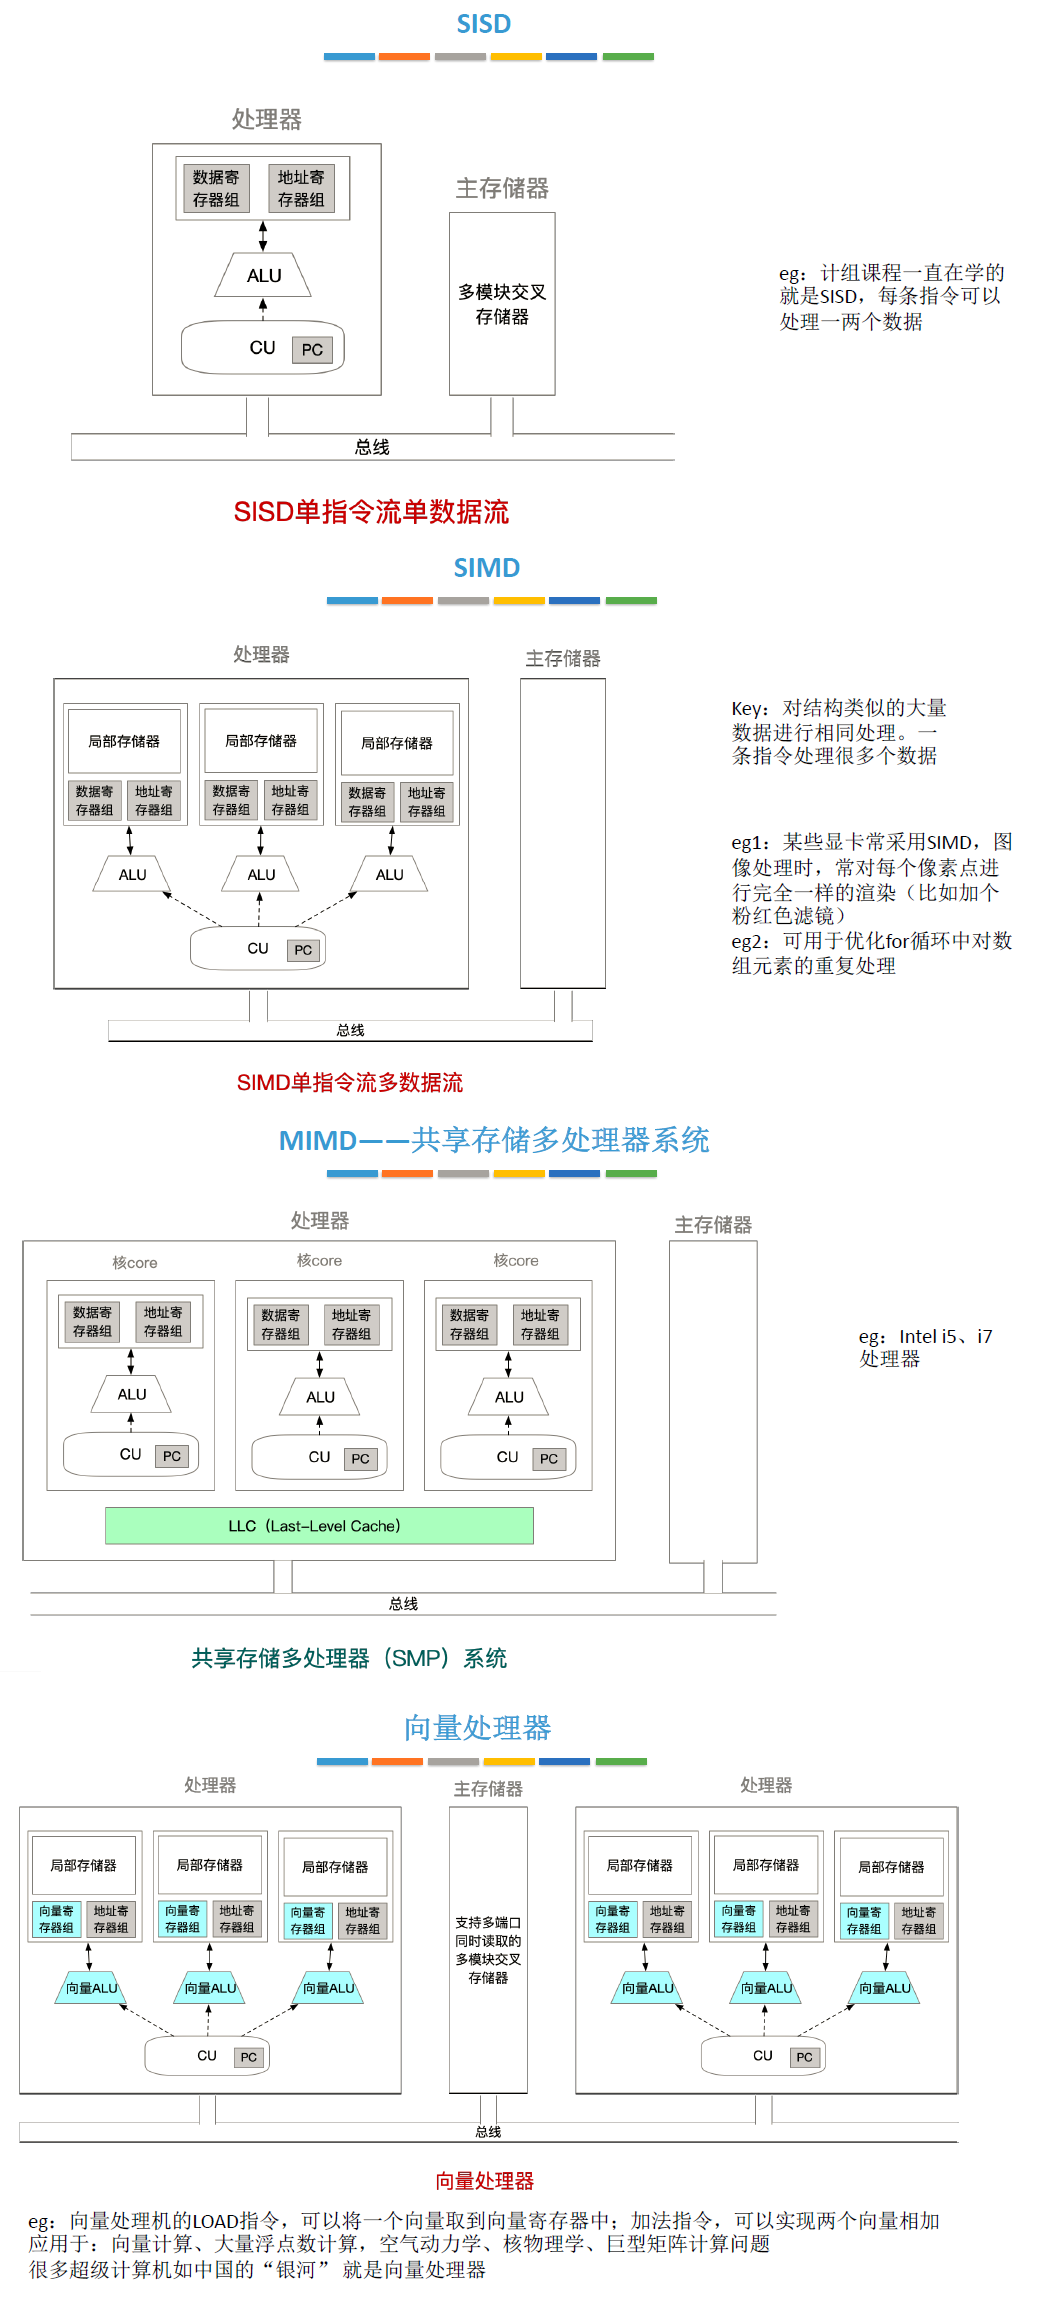 SISD
处理器
数据寄
存器组
地址寄
存器组
ALU
CU
PC
主存储器
多模块交叉
存储器
总线
eg：计组课程一直在学的
就是SISD，每条指令可以
处理一两个数据
SISD单指令流单数据流
SIMD
处理器
主存储器
局部存储器
局部存储器
局部存储器
数据寄
存器组
地址寄
存器组
数据寄
存器组
地址寄
存器组
数据寄
存器组
地址寄
存器组
ALU
ALU
ALU
CU
PC
总线
Key：对结构类似的大量
数据进行相同处理。一
条指令处理很多个数据
eg1：某些显卡常采用SIMD，图
像处理时，常对每个像素点进
行完全一样的渲染（比如加个
粉红色滤镜）
eg2：可用于优化for循环中对数
组元素的重复处理
SIMD单指令流多数据流
MIMD——共享存储多处理器系统
处理器
主存储器
核core
核core
核core
数据寄
存器组
地址寄
存器组
数据寄
存器组
地址寄
存器组
数据寄
存器组
地址寄
存器组
ALU
ALU
ALU
CU
PC
CU
PC
CU
PC
LLC（Last-Level Cache）
总线
eg：Intel i5、i7
处理器
共享存储多处理器（SMP）系统
向量处理器
处理器
主存储器
处理器
局部存储器
局部存储器
局部存储器
向量寄
存器组
地址寄
存器组
向量寄
存器组
地址寄
存器组
向量寄
存器组
地址寄
存器组
向量ALU
向量ALU
向量ALU
CU
PC
支持多端口
同时读取的
多模块交叉
存储器
局部存储器
局部存储器
局部存储器
向量寄
存器组
地址寄
存器组
向量寄
存器组
地址寄
存器组
向量寄
存器组
地址寄
存器组
向量ALU
向量ALU
向量ALU
CU
PC
总线
向量处理器
eg：向量处理机的LOAD指令，可以将一个向量取到向量寄存器中；加法指令，可以实现两个向量相加
应用于：向量计算、大量浮点数计算，空气动力学、核物理学、巨型矩阵计算问题
很多超级计算机如中国的“银河” 就是向量处理器